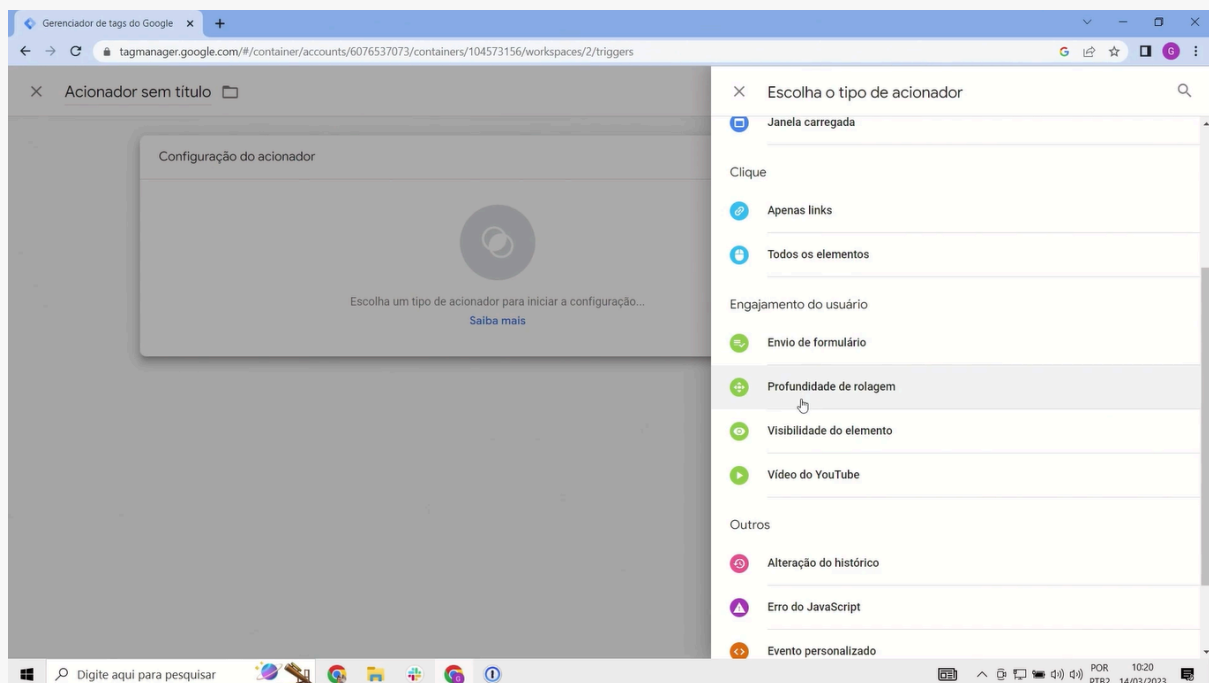 Gerenciador de tags do Google
tagmanager.google.com/#/container/accounts/6076537073/containers/104573156/workspaces/2/triggers
G
Acionador sem título
Escolha o tipo de acionador
Janela carregada
Configuração do acionador
Clique
Apenas links
Todos os elementos
Escolha um tipo de acionador para iniciar a configuração...
Saiba mais
Engajamento do usuário
Envio de formulário
Profundidade de rolagem
Visibilidade do elemento
Vídeo do YouTube
Outros
Alteração do histórico
Erro do JavaScript
Evento personalizado
Digite aqui para pesquisar
POR
PTB2
10:20
14/03/2023